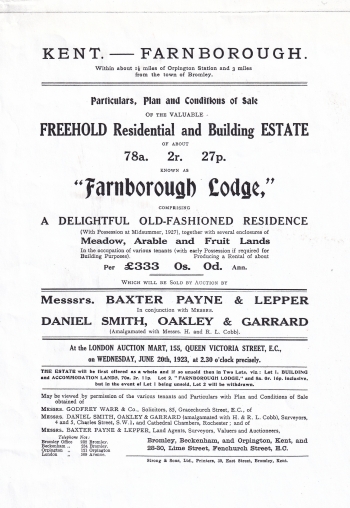 KENT. — FARNBOROUGH.
Within about 1½ miles of Orpington Station and 3 miles
from the town of Bromley.
Particulars, Plan and Conditions of Sale
OF THE VALUABLE
FREEHOLD Residential and Building ESTATE
OF ABOUT
78a. 2r. 27p.
KNOWN AS
"Farnborough Lodge,"
COMPRISING
A DELIGHTFUL OLD-FASHIONED RESIDENCE
(With Possession at Midsummer, 1927), together with several enclosures of
Meadow, Arable and Fruit Lands
In the occupation of various tenants (with early Possession if required for
Building Purposes). Producing a Rental of about
Per £333 0s. 0d. Ann.
WHICH WILL BE SOLD BY AUCTION BY
Messsrs. BAXTER PAYNE & LEPPER
In conjunction with MESSRS.
DANIEL SMITH, OAKLEY & GARRARD
(Amalgamated with Messrs. H. and R. L. Cobb).
At the LONDON AUCTION MART, 155, QUEEN VICTORIA STREET, E.C.,
on WEDNESDAY, JUNE 20th, 1923, at 2.30 o'clock precisely.
THE ESTATE will be first offered as a whole and if so unsold then in Two Lots, viz.: Lot 1. BUILDING
and ACCOMMODATION LANDS, 70a. 2r. 17p. Lot 2, "FARNBOROUGH LODGE," and 8a. 0r. 10p. inclusive,
but in the event of Lot 1 being unsold, Lot 2 will be withdrawn.
May be viewed by permission of the various tenants and Particulars with Plan and Conditions of Sale
obtained of
MESSRS. GODFREY WARR & Co., Solicitors, 85, Gracechurch Street, E.C., of
MESSRS. DANIEL SMITH, OAKLEY & GARRARD (amalgamated with H. & R. L. Cobb), Surveyors,
4 and 5, Charles Street, S.W.1. and Cathedral Chambers, Rochester; and of
MESSRS. BAXTER PAYNE & LEPPER, Land Agents, Surveyors, Valuers and Auctioneers,
Telephone Nos.:
Bromley Office Bromley.
Beckenham „ Bromley.
Orpington „ Orpington
London „ Avenue.
Bromley, Beckenham, and Orpington, Kent, and
28-30, Lime Street, Fenchurch Street, E.C.
Strong & Sons, Ltd., Printers, East Street, Bromley, Kent.